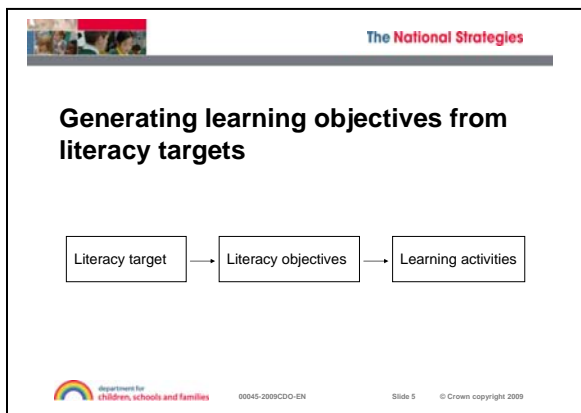 The National Strategies
Generating learning objectives from
literacy targets
Literacy target
Literacy objectives
Learning activities
department for
children, schools and families
00045-2009CDO-EN
Slide 5
© Crown copyright 2009